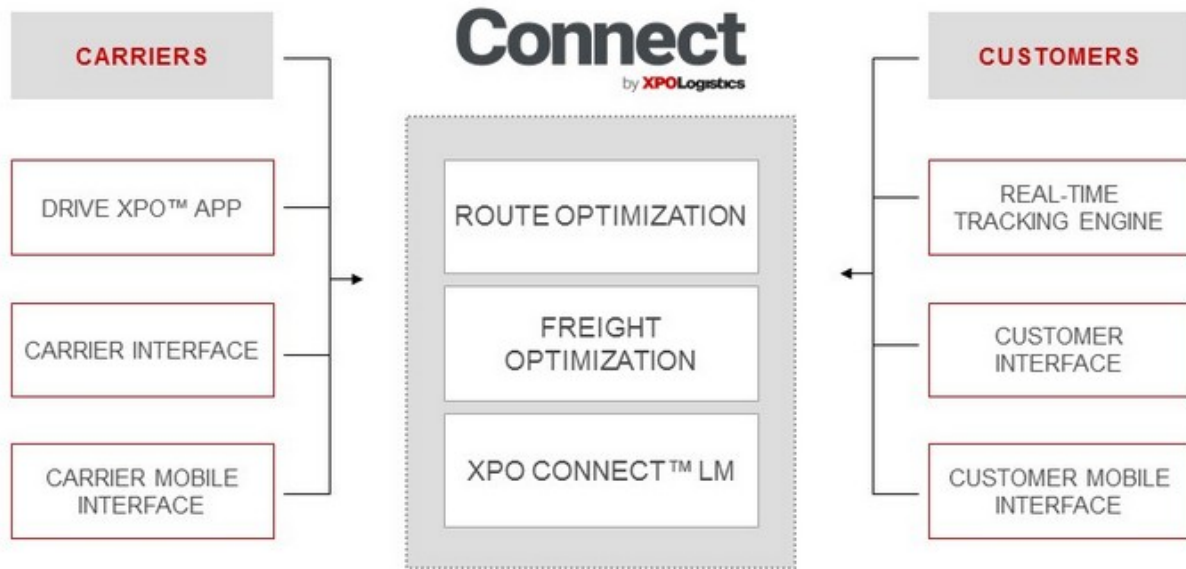 CARRIERS
DRIVE XPO™ APP
CARRIER INTERFACE
CARRIER MOBILE
INTERFACE
Connect
by XPOLogistics
ROUTE OPTIMIZATION
FREIGHT
OPTIMIZATION
XPO CONNECT™ LM
CUSTOMERS
REAL-TIME
TRACKING ENGINE
CUSTOMER
INTERFACE
CUSTOMER MOBILE
INTERFACE